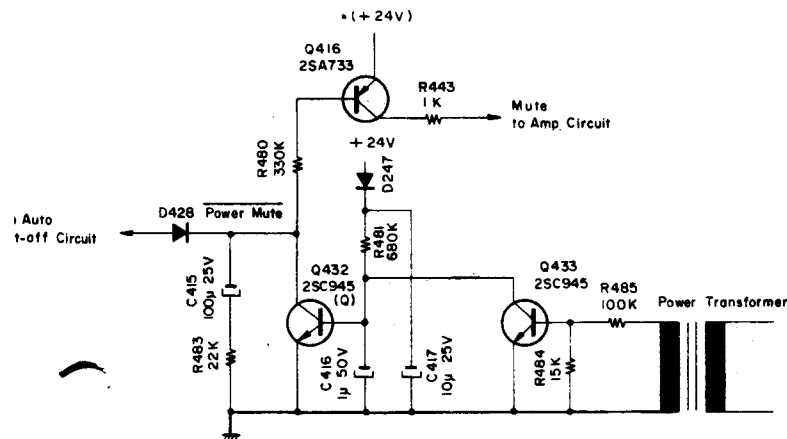 •(+24V)
Q416
2SA733
R443
1K
Mute
to Amp. Circuit
+24V
R480
330K
D247
D428
Power Mute
Auto
t-off Circuit
R481
680K
C415
100μ 25V
Q432
2SC945
(Q)
Q433
2SC945
R485
100K
Power Transformer
R483
22K
C416
1μ 50V
C417
10μ 25V
R484
15K